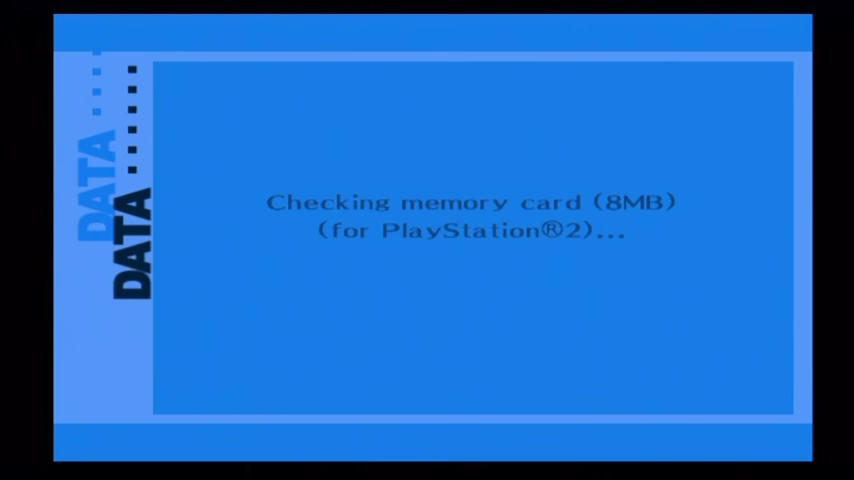 DATA ......
DATA ....
Checking memory card (8MB)
(for PlayStation®2)...